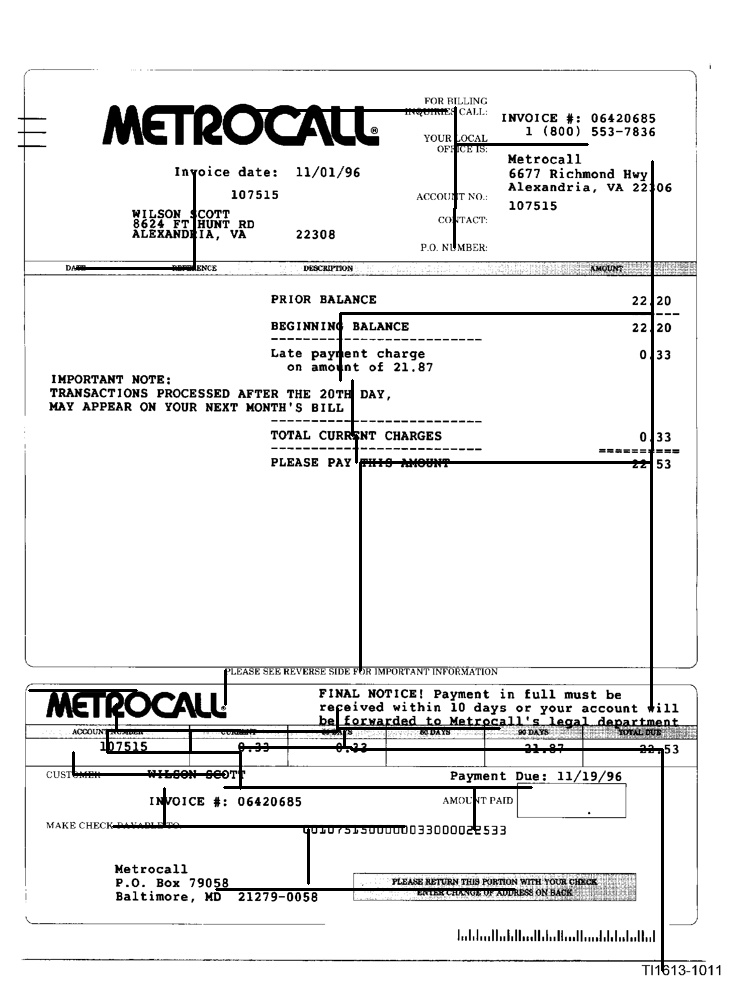 FOR BILLING
INQUIRIES CALL:
METROCALL®
INVOICE #: 06420685
1 (800) 553-7836
YOUR LOCAL
OFFICE IS:
Metrocall
6677 Richmond Hwy
Alexandria, VA 22306
Invoice date: 11/01/96
107515
ACCOUNT NO.:
107515
WILSON SCOTT
8624 FT HUNT RD
ALEXANDRIA, VA 22308
CONTACT:
P.O. NUMBER:
DATE REFERENCE DESCRIPTION AMOUNT
PRIOR BALANCE 22.20
BEGINNING BALANCE 22.20
Late payment charge 0.33
on amount of 21.87
IMPORTANT NOTE:
TRANSACTIONS PROCESSED AFTER THE 20TH DAY,
MAY APPEAR ON YOUR NEXT MONTH'S BILL
TOTAL CURRENT CHARGES 0.33
PLEASE PAY THIS AMOUNT 22.53
PLEASE SEE REVERSE SIDE FOR IMPORTANT INFORMATION
METROCALL®
FINAL NOTICE! Payment in full must be
received within 10 days or your account will
be forwarded to Metrocall's legal department
ACCOUNT NUMBER CURRENT 30 DAYS 60 DAYS 90 DAYS TOTAL DUE
107515 0.33 0.33 21.87 22.53
CUSTOMER WILSON SCOTT Payment Due: 11/19/96
INVOICE #: 06420685 AMOUNT PAID
MAKE CHECK PAYABLE TO:
Metrocall
P.O. Box 79058
Baltimore, MD 21279-0058
PLEASE RETURN THIS PORTION WITH YOUR CHECK
ENTER CHANGE OF ADDRESS ON BACK
TI1613-1011